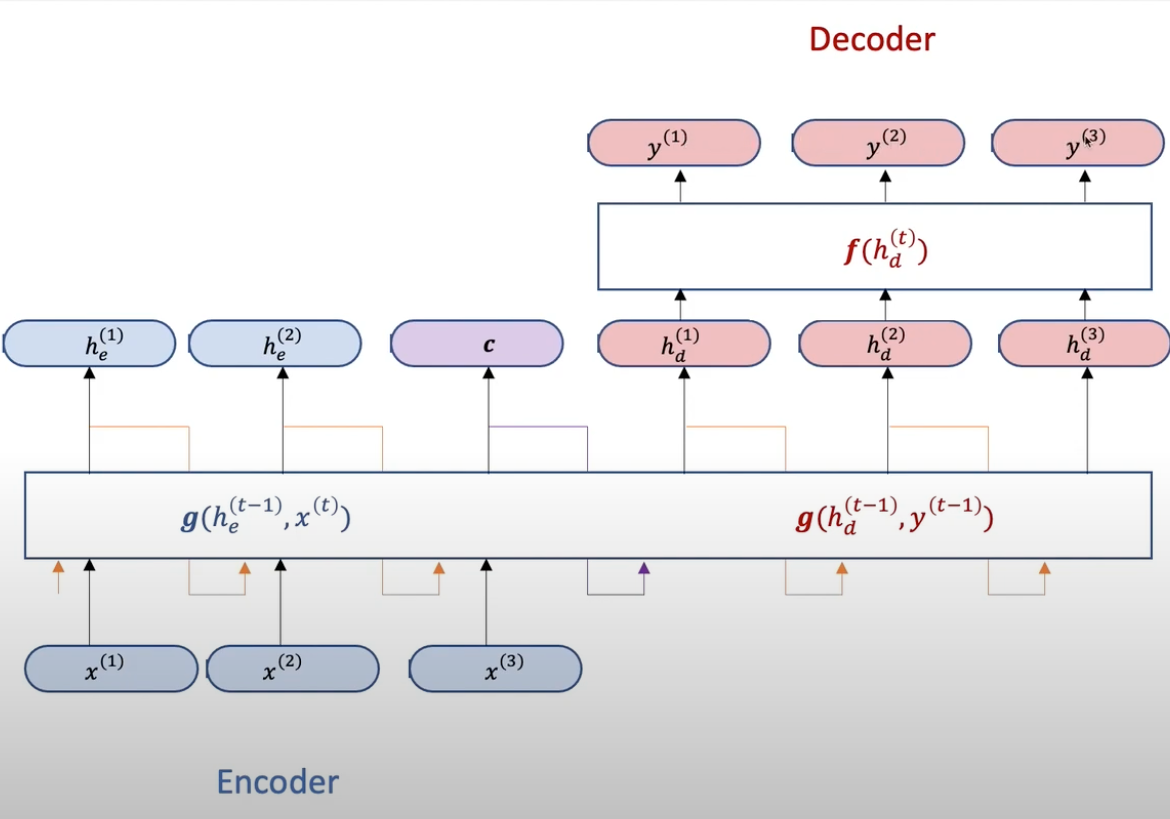 Decoder
y^(1) y^(2) y^(3)
f(h_d^(t))
h_e^(1) h_e^(2) c h_d^(1) h_d^(2) h_d^(3)
g(h_e^(t−1), x^(t)) g(h_d^(t−1), y^(t−1))
x^(1) x^(2) x^(3)
Encoder